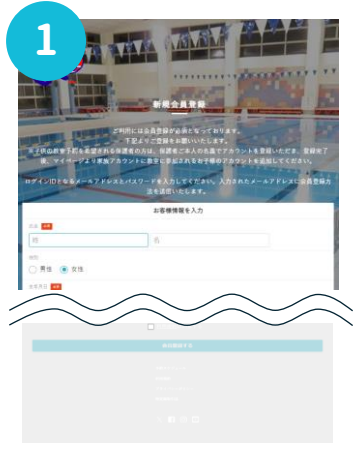 1
新規会員登録
ご利用には会員登録が必須となっております。
下記よりご登録をお願いいたします。
※子供の教室予約を希望される保護者の方は、保護者ご本人の名義でアカウントを登録いただき、登録完了
後、マイページより家族アカウントに教室に参加されるお子様のアカウントを追加してください。
ログインIDとなるメールアドレスとパスワードを入力してください。入力されたメールアドレスに会員登録方
法を送信いたします。
お客様情報を入力
氏名 必須
姓 名
性別
男性 女性
生年月日 必須